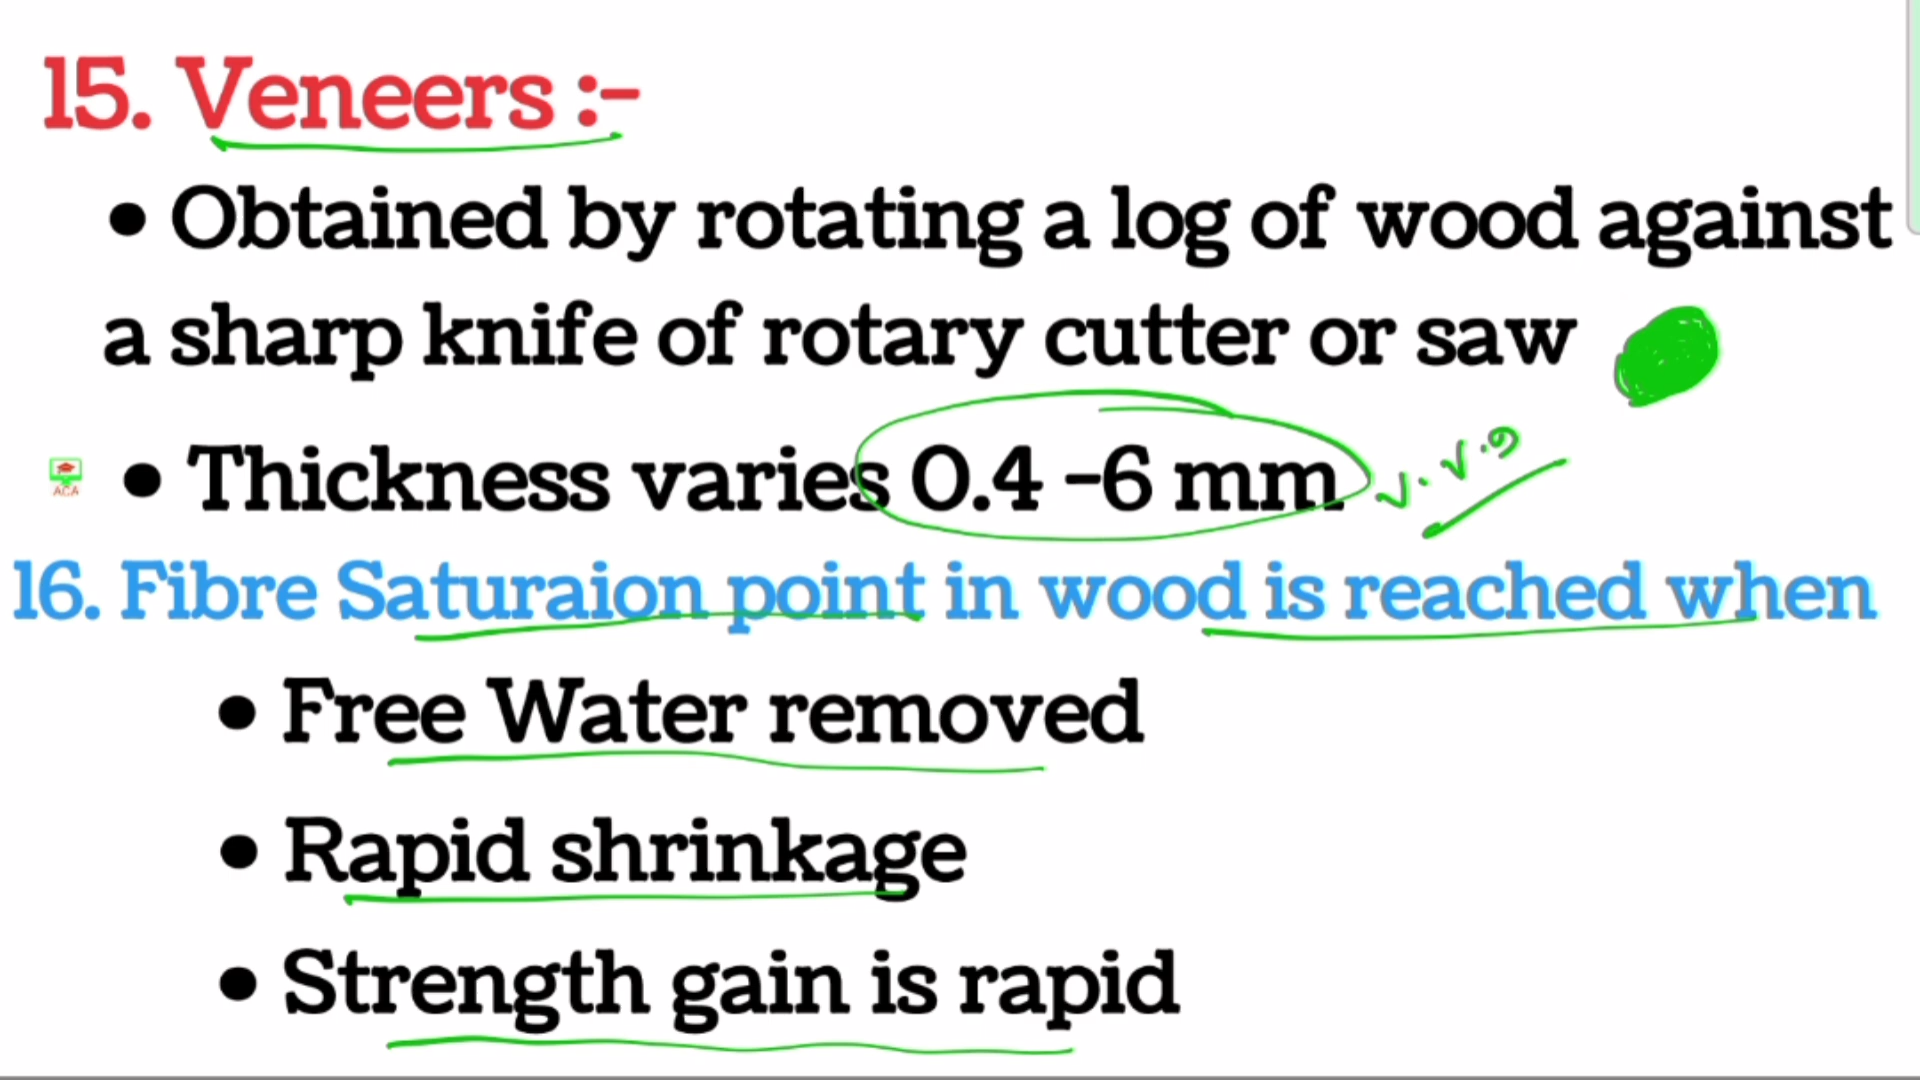 15. Veneers :-
• Obtained by rotating a log of wood against
a sharp knife of rotary cutter or saw
• Thickness varies 0.4 -6 mm
ACA
16. Fibre Saturaion point in wood is reached when
• Free Water removed
• Rapid shrinkage
• Strength gain is rapid